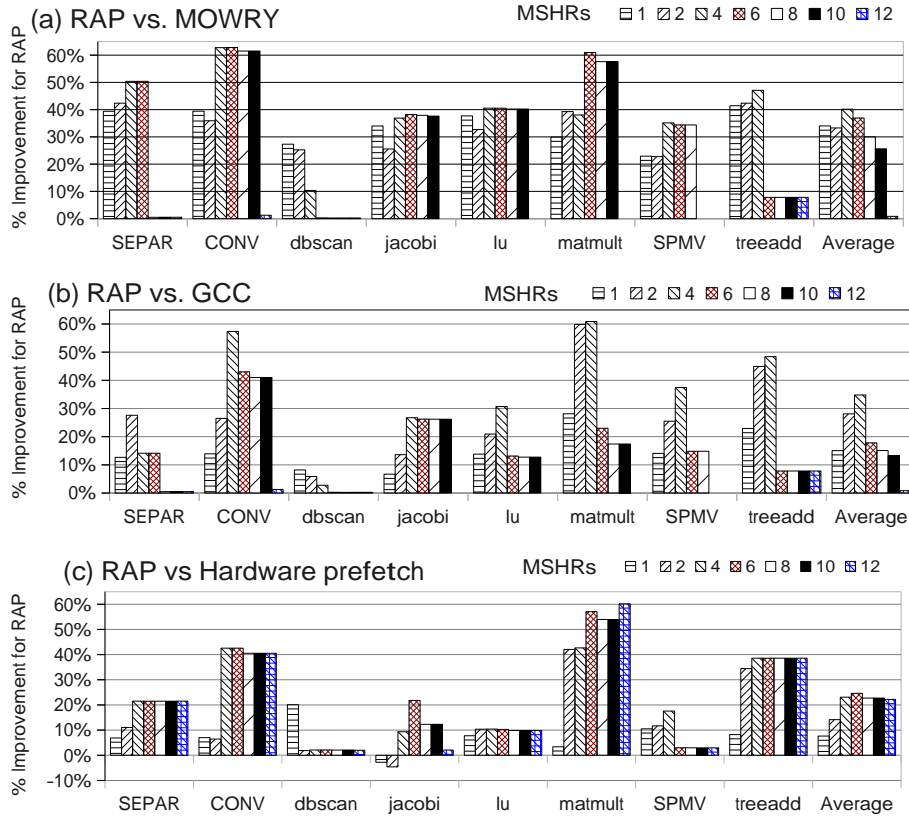 (a) RAP vs. MOWRY
MSHRs 1 2 4 6 8 10 12
% Improvement for RAP
60%
50%
40%
30%
20%
10%
0%
SEPAR CONV dbscan jacobi lu matmult SPMV treeadd Average
(b) RAP vs. GCC
MSHRs 1 2 4 6 8 10 12
% Improvement for RAP
60%
50%
40%
30%
20%
10%
0%
SEPAR CONV dbscan jacobi lu matmult SPMV treeadd Average
(c) RAP vs Hardware prefetch
MSHRs 1 2 4 6 8 10 12
% Improvement for RAP
60%
50%
40%
30%
20%
10%
0%
-10%
SEPAR CONV dbscan jacobi lu matmult SPMV treeadd Average